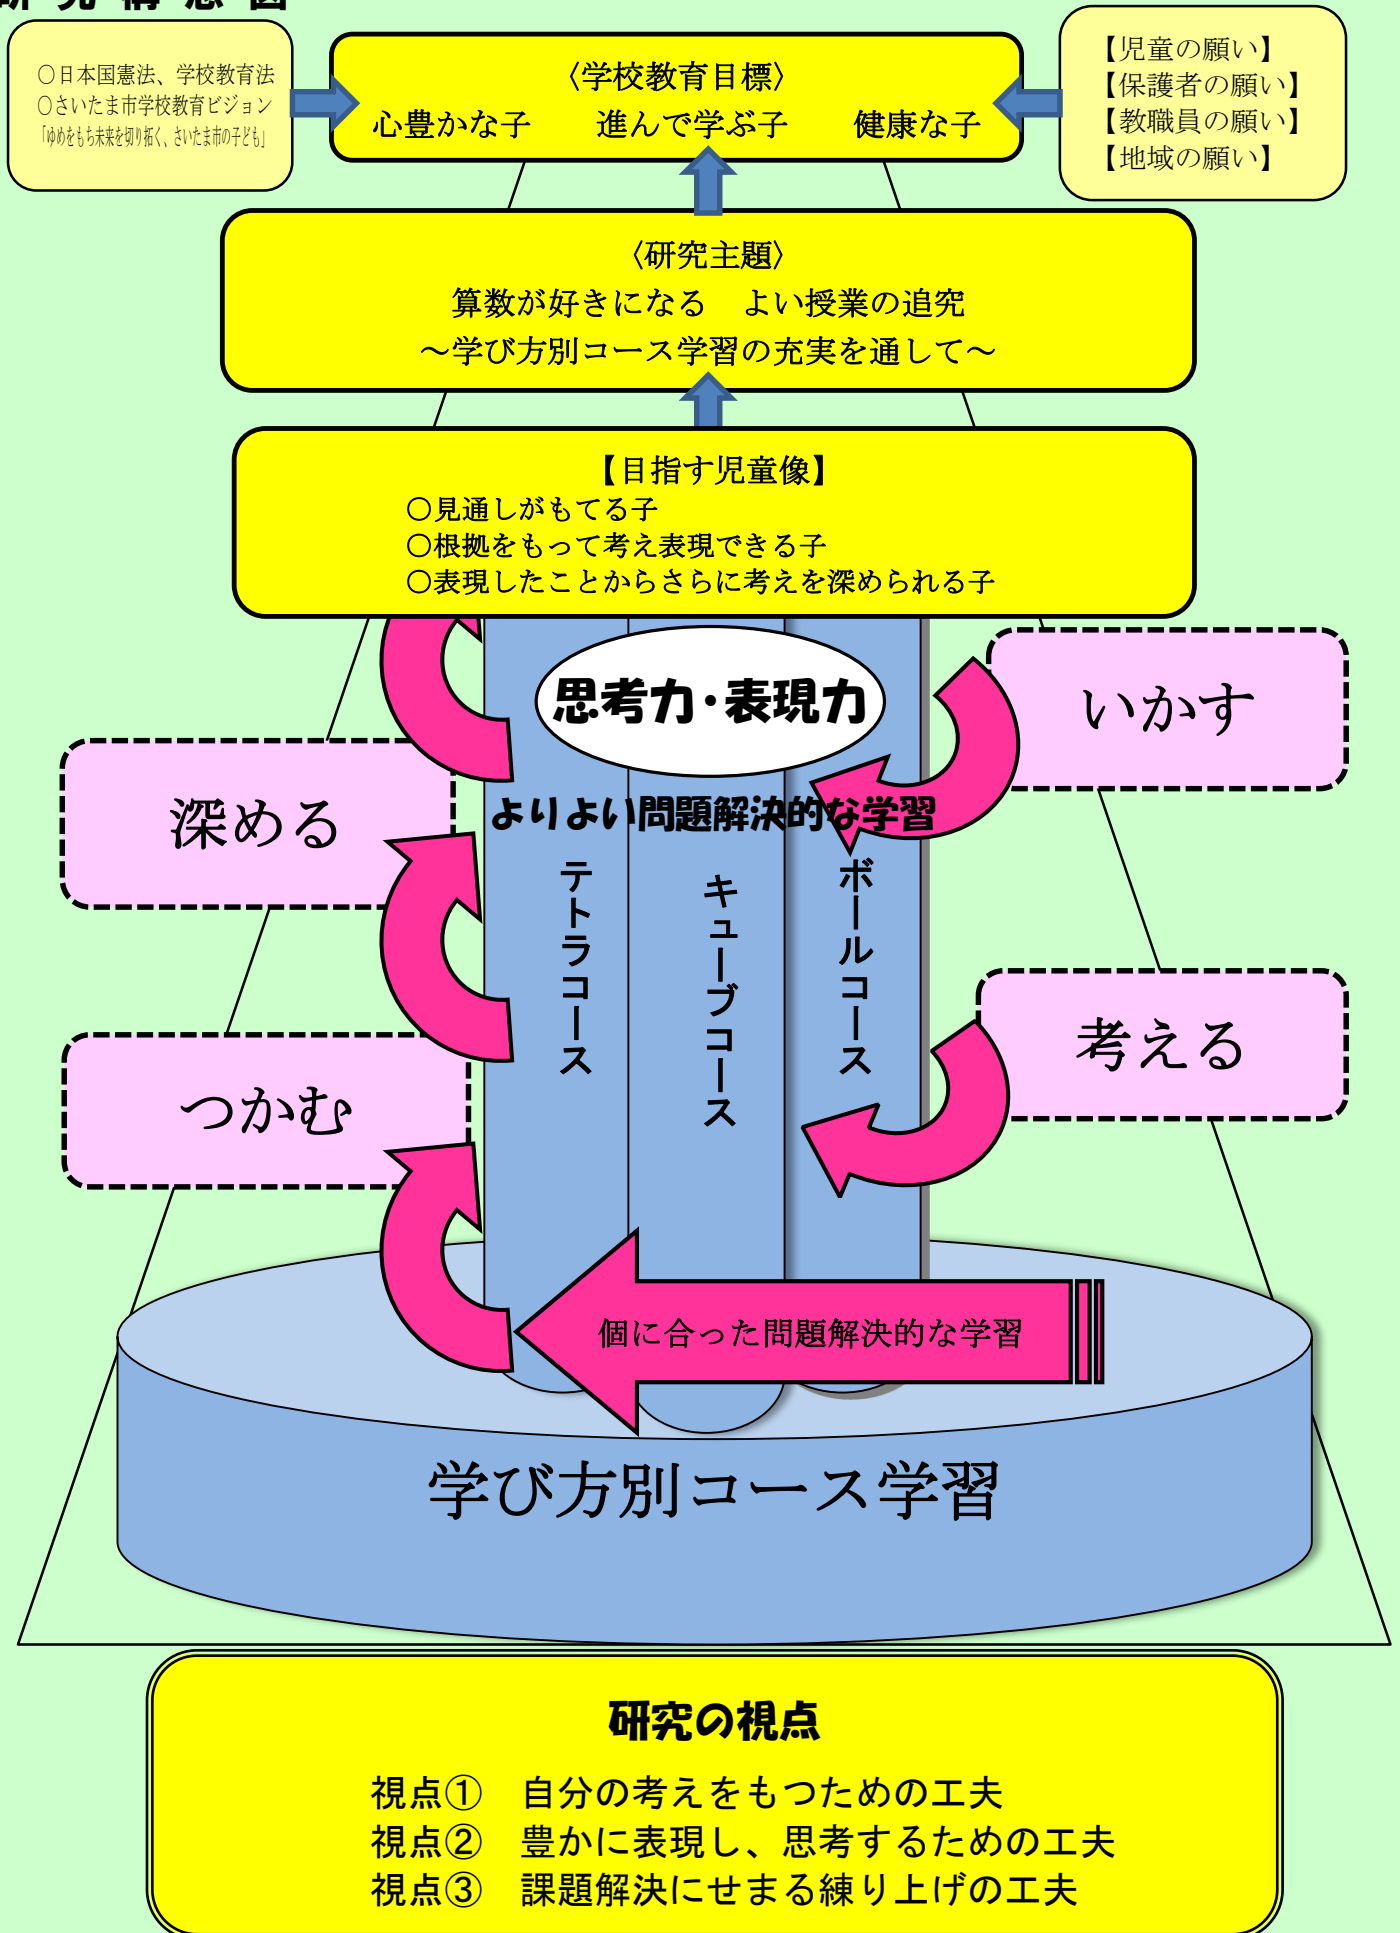 研究構想図
○日本国憲法、学校教育法
○さいたま市学校教育ビジョン
「ゆめをもち未来を切り拓く、さいたま市の子ども」
〈学校教育目標〉
心豊かな子　進んで学ぶ子　健康な子
【児童の願い】
【保護者の願い】
【教職員の願い】
【地域の願い】
〈研究主題〉
算数が好きになる　よい授業の追究
～学び方別コース学習の充実を通して～
【目指す児童像】
○見通しがもてる子
○根拠をもって考え表現できる子
○表現したことからさらに考えを深められる子
思考力・表現力
いかす
深める
よりよい問題解決的な学習
テトラコース
キューブコース
ボールコース
考える
つかむ
個に合った問題解決的な学習
学び方別コース学習
研究の視点
視点①　自分の考えをもつための工夫
視点②　豊かに表現し、思考するための工夫
視点③　課題解決にせまる練り上げの工夫